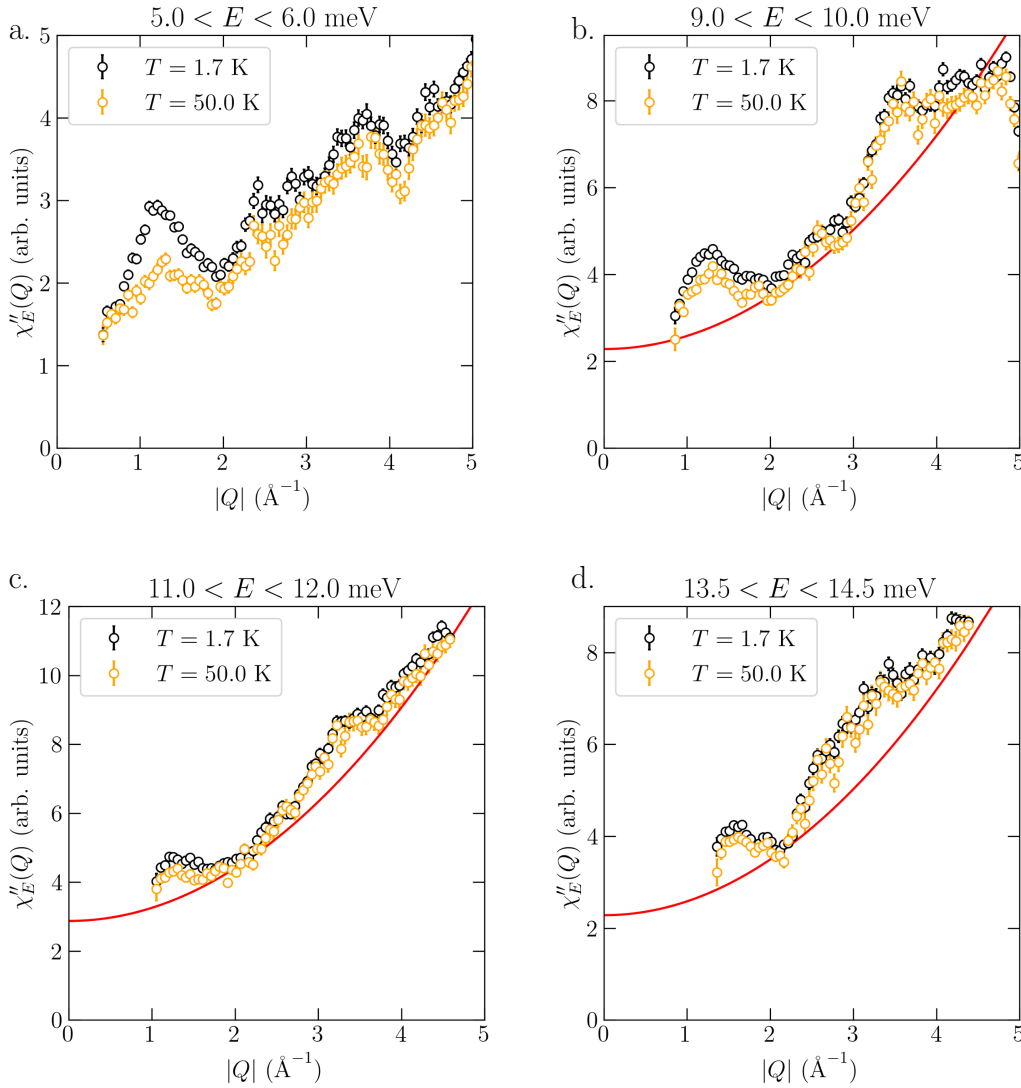 a.
5.0 < E < 6.0 meV
T = 1.7 K
T = 50.0 K
5
4
3
2
1
0
0 1 2 3 4 5
χ″_E(Q) (arb. units)
|Q| (Å⁻¹)
b.
9.0 < E < 10.0 meV
T = 1.7 K
T = 50.0 K
8
6
4
2
0
0 1 2 3 4 5
χ″_E(Q) (arb. units)
|Q| (Å⁻¹)
c.
11.0 < E < 12.0 meV
T = 1.7 K
T = 50.0 K
12
10
8
6
4
2
0
0 1 2 3 4 5
χ″_E(Q) (arb. units)
|Q| (Å⁻¹)
d.
13.5 < E < 14.5 meV
T = 1.7 K
T = 50.0 K
8
6
4
2
0
0 1 2 3 4 5
χ″_E(Q) (arb. units)
|Q| (Å⁻¹)